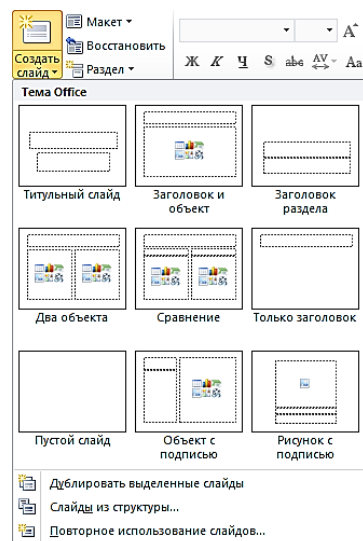 Макет
Восстановить
Создать
слайд
Раздел
Ж К Ч S abe AV Aa
A
Тема Office
Титульный слайд
Заголовок и
объект
Заголовок
раздела
Два объекта
Сравнение
Только заголовок
Пустой слайд
Объект с
подписью
Рисунок с
подписью
Дублировать выделенные слайды
Слайды из структуры...
Повторное использование слайдов...